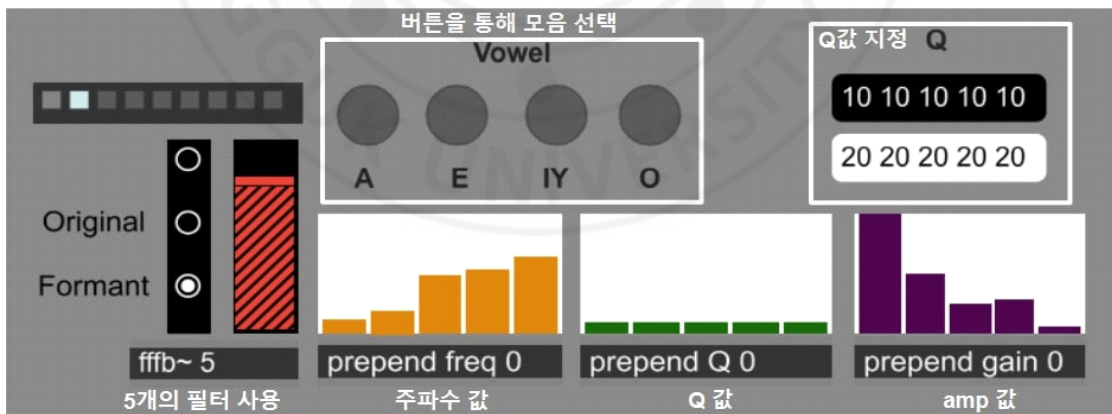 버튼을 통해 모음 선택
Vowel
Q값 지정 Q
10 10 10 10 10
20 20 20 20 20
A E IY O
Original
Formant
fffb~ 5
prepend freq 0
prepend Q 0
prepend gain 0
5개의 필터 사용
주파수 값
Q 값
amp 값
UNIVERSITY